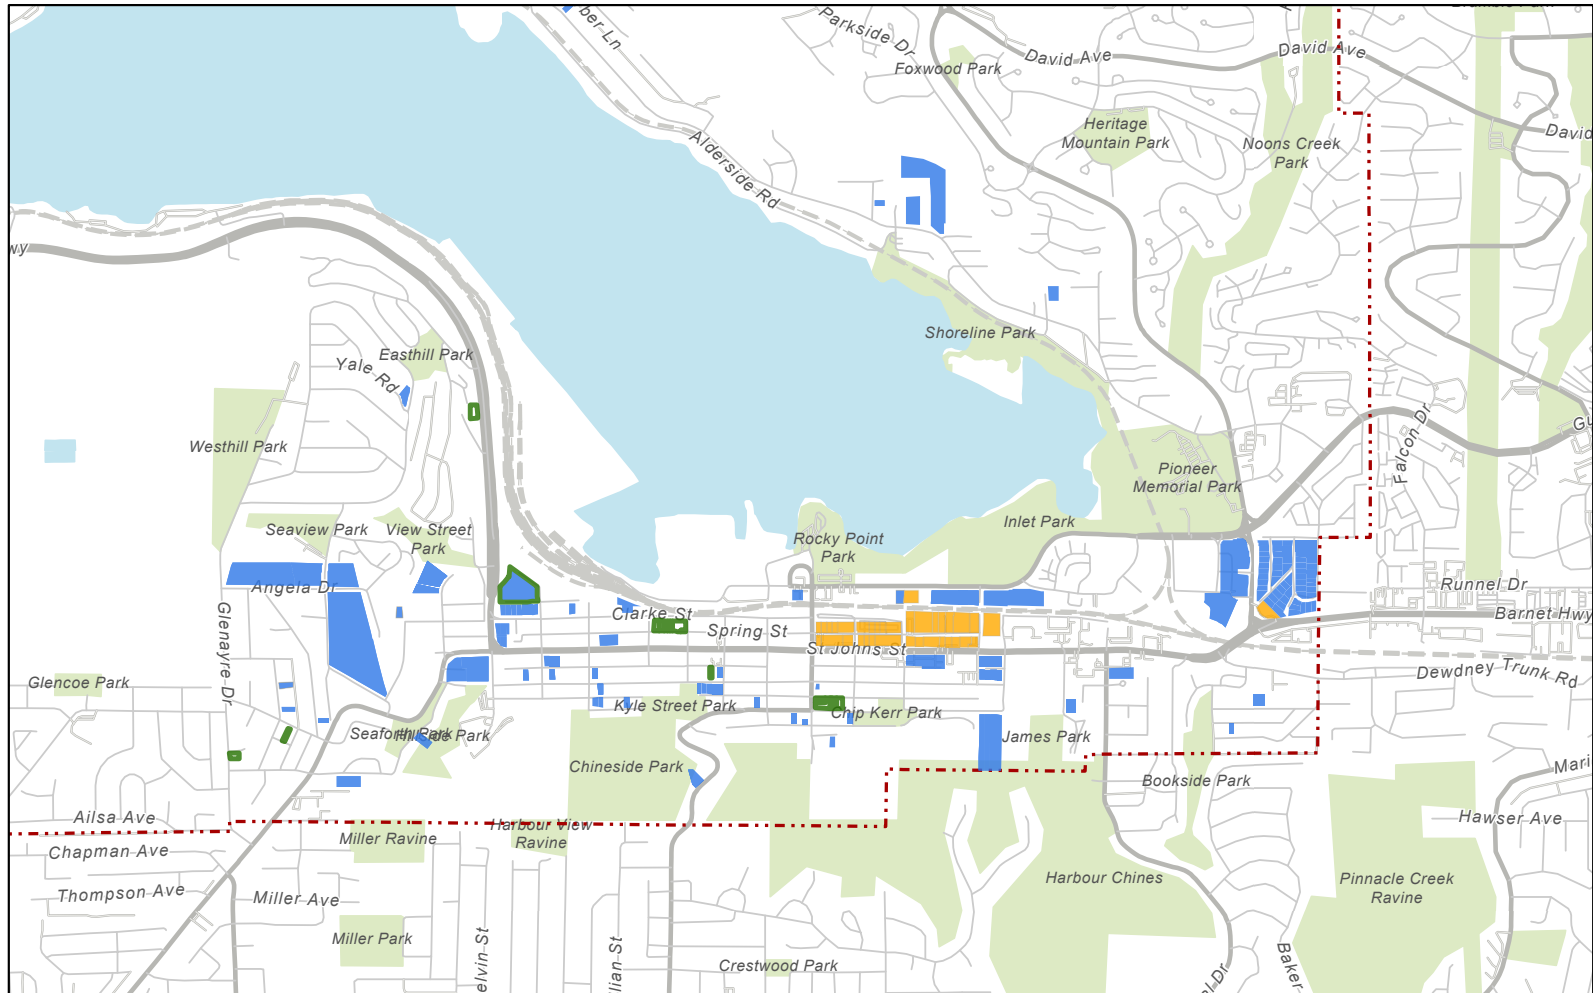 Parkside Dr
David Ave
David Ave
Foxwood Park
Heritage
Mountain Park
Noons Creek
Park
David
Alderside Rd
Shoreline Park
Easthill Park
Yale Rd
Westhill Park
Falcon Dr
Pioneer
Memorial Park
Inlet Park
Rocky Point
Park
Seaview Park
View Street
Park
Angela Dr
Glenayre Dr
Clarke St
Spring St
St Johns St
Runnel Dr
Barnet Hwy
Dewdney Trunk Rd
Glencoe Park
Kyle Street Park
Chip Kerr Park
James Park
Seaforth Park
Hillside Park
Chineside Park
Bookside Park
Ailsa Ave
Miller Ravine
Harbour View
Ravine
Hawser Ave
Chapman Ave
Thompson Ave
Miller Ave
Harbour Chines
Pinnacle Creek
Ravine
Miller Park
Crestwood Park
Baker